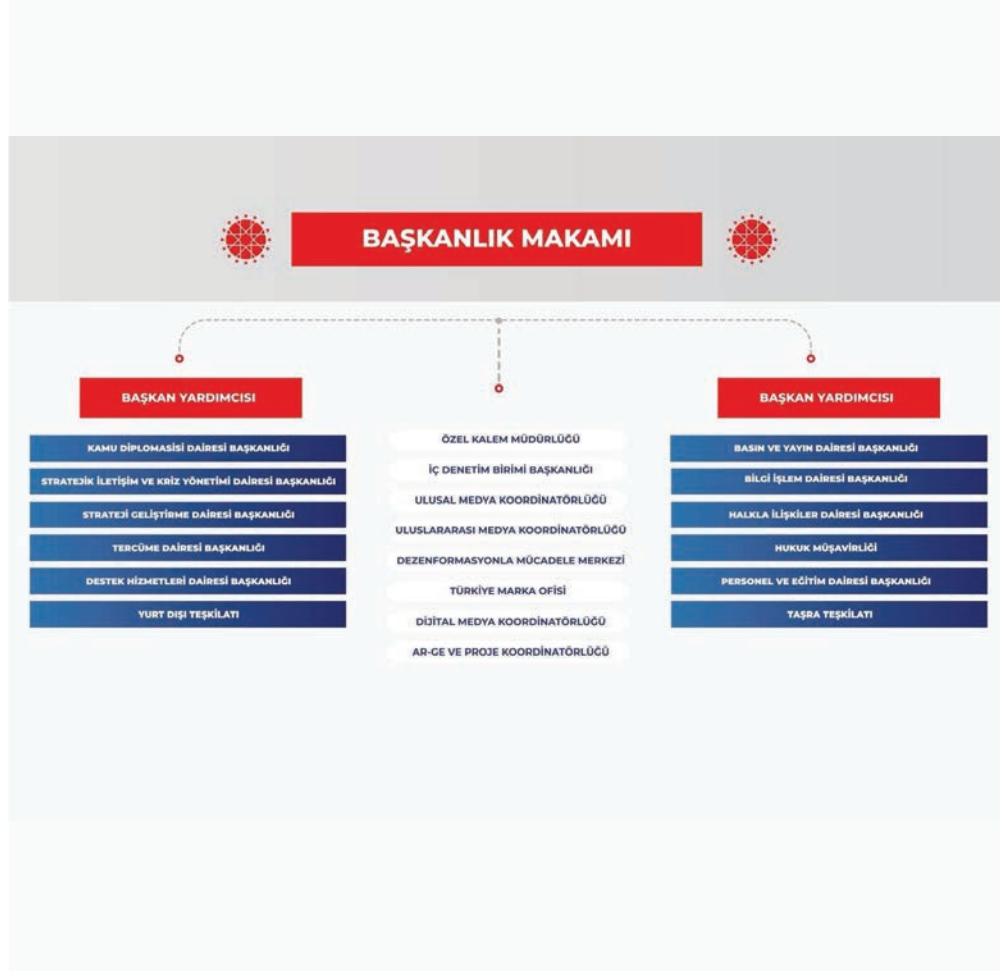 BAŞKANLIK MAKAMI
BAŞKAN YARDIMCISI
KAMU DİPLOMASİSİ DAİRESİ BAŞKANLIĞI
STRATEJİK İLETİŞİM VE KRİZ YÖNETİMİ DAİRESİ BAŞKANLIĞI
STRATEJİ GELİŞTİRME DAİRESİ BAŞKANLIĞI
TERCÜME DAİRESİ BAŞKANLIĞI
DESTEK HİZMETLERİ DAİRESİ BAŞKANLIĞI
YURT DIŞI TEŞKİLATI
ÖZEL KALEM MÜDÜRLÜĞÜ
İÇ DENETİM BİRİMİ BAŞKANLIĞI
ULUSAL MEDYA KOORDİNATÖRLÜĞÜ
ULUSLARARASI MEDYA KOORDİNATÖRLÜĞÜ
DEZENFORMASYONLA MÜCADELE MERKEZİ
TÜRKİYE MARKA OFİSİ
DİJİTAL MEDYA KOORDİNATÖRLÜĞÜ
AR-GE VE PROJE KOORDİNATÖRLÜĞÜ
BAŞKAN YARDIMCISI
BASIN VE YAYIN DAİRESİ BAŞKANLIĞI
BİLGİ İŞLEM DAİRESİ BAŞKANLIĞI
HALKLA İLİŞKİLER DAİRESİ BAŞKANLIĞI
HUKUK MÜŞAVİRLİĞİ
PERSONEL VE EĞİTİM DAİRESİ BAŞKANLIĞI
TAŞRA TEŞKİLATI